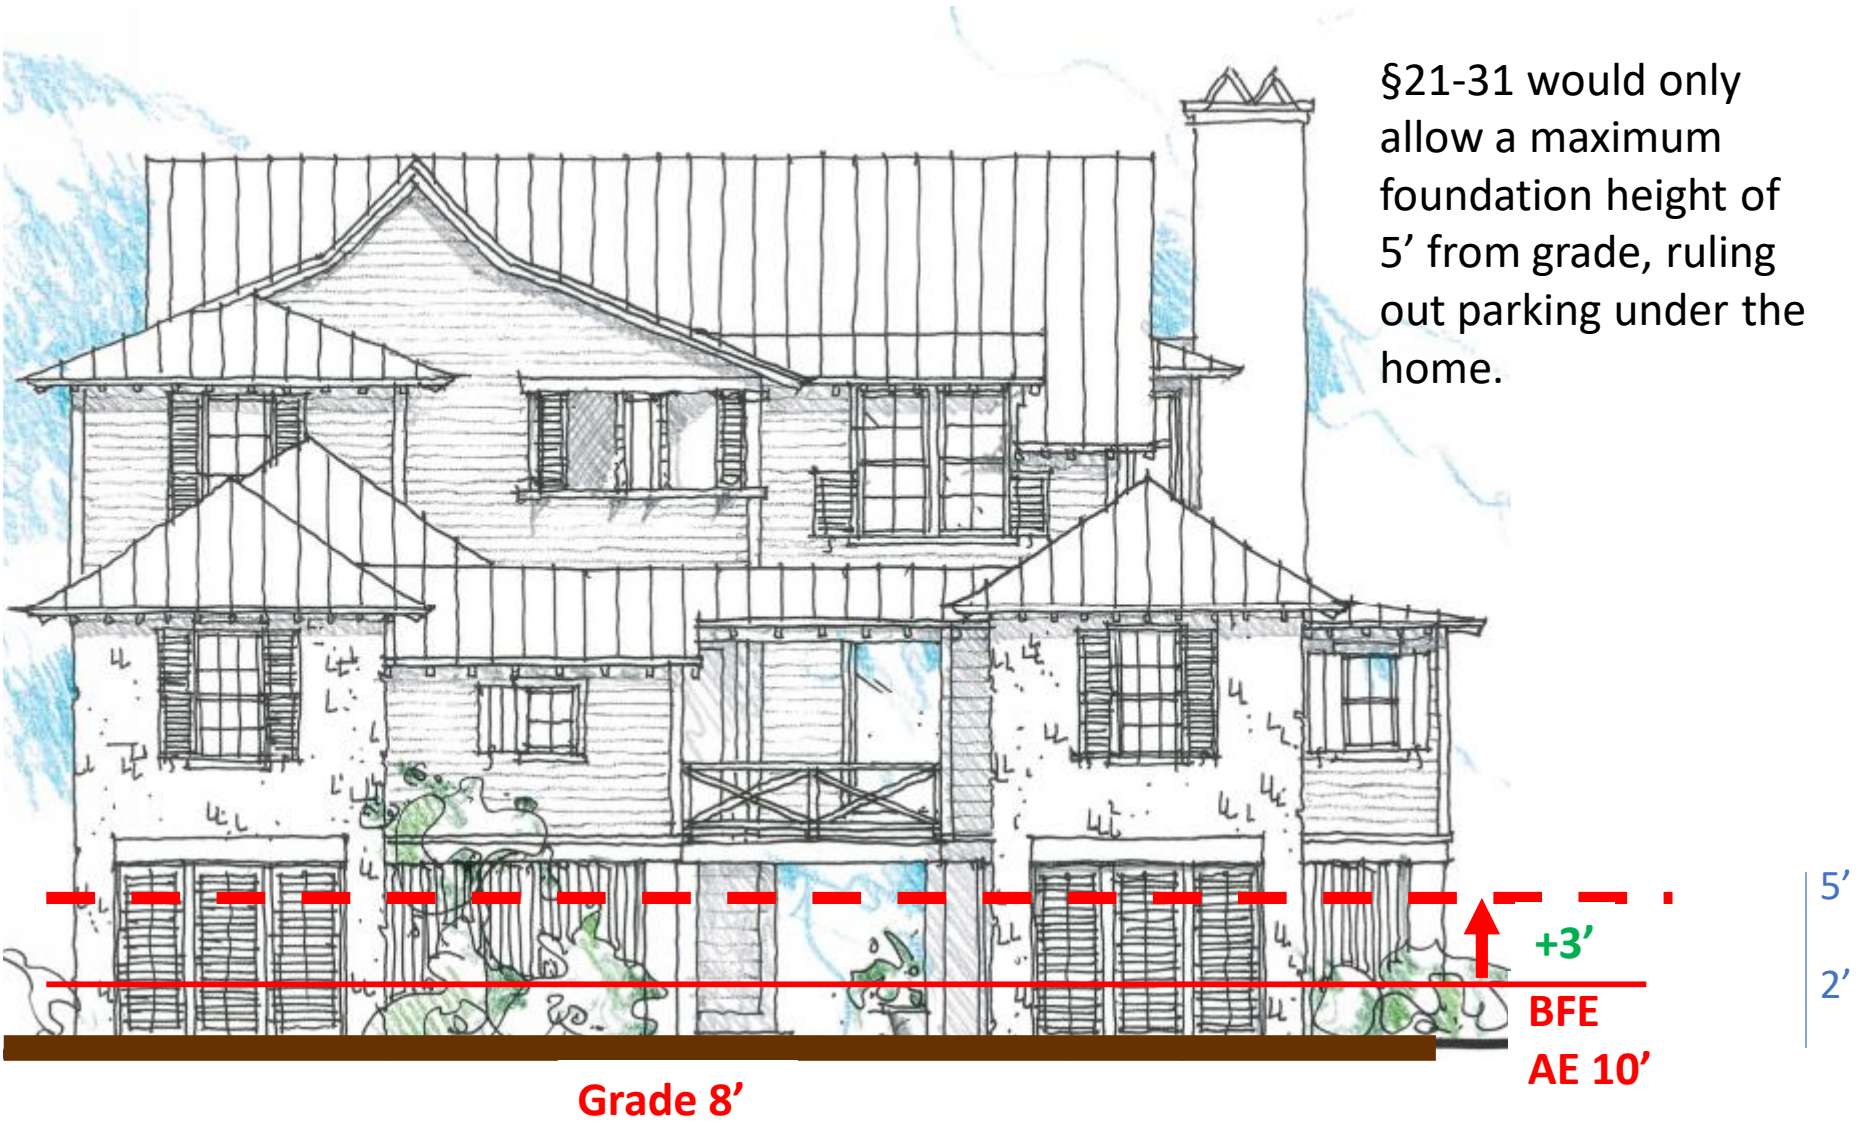 §21-31 would only
allow a maximum
foundation height of
5’ from grade, ruling
out parking under the
home.
5’
+3’
2’
BFE
AE 10’
Grade 8’